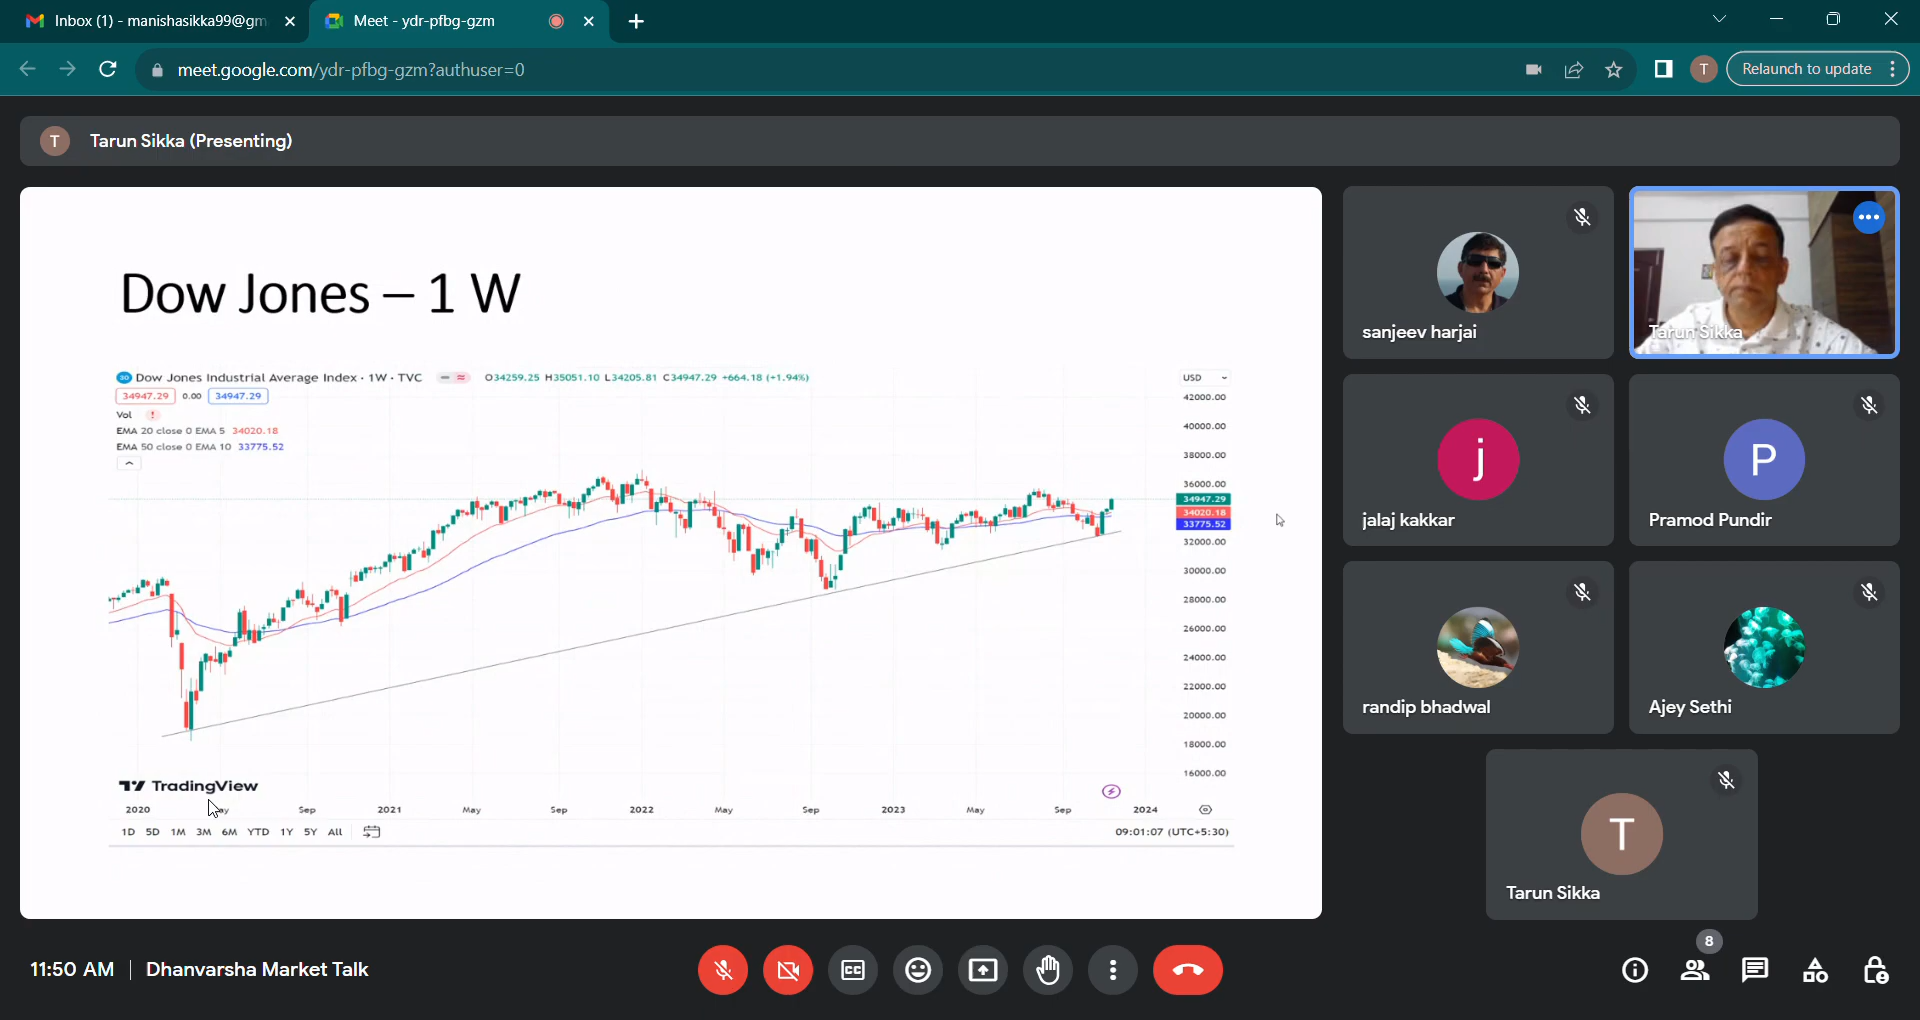 Inbox (1) - manishasikka99@gm
Meet - ydr-pfbg-gzm
meet.google.com/ydr-pfbg-gzm?authuser=0
T
Relaunch to update
T
Tarun Sikka (Presenting)
Dow Jones – 1 W
Dow Jones Industrial Average Index · 1W · TVC
O34259.25 H35051.10 L34205.81 C34947.29 +664.18 (+1.94%)
34947.29 0.00 34947.29
Vol
EMA 20 close 0 EMA 5 34020.18
EMA 50 close 0 EMA 10 33775.52
USD
42000.00
40000.00
38000.00
36000.00
34947.29
34020.18
33775.52
32000.00
30000.00
28000.00
26000.00
24000.00
22000.00
20000.00
18000.00
16000.00
TradingView
2020 Sep 2021 May Sep 2022 May Sep 2023 May Sep 2024
1D 5D 1M 3M 6M YTD 1Y 5Y All
09:01:07 (UTC+5:30)
sanjeev harjai
Tarun Sikka
j
jalaj kakkar
P
Pramod Pundir
randip bhadwal
Ajey Sethi
T
Tarun Sikka
11:50 AM | Dhanvarsha Market Talk
CC
8